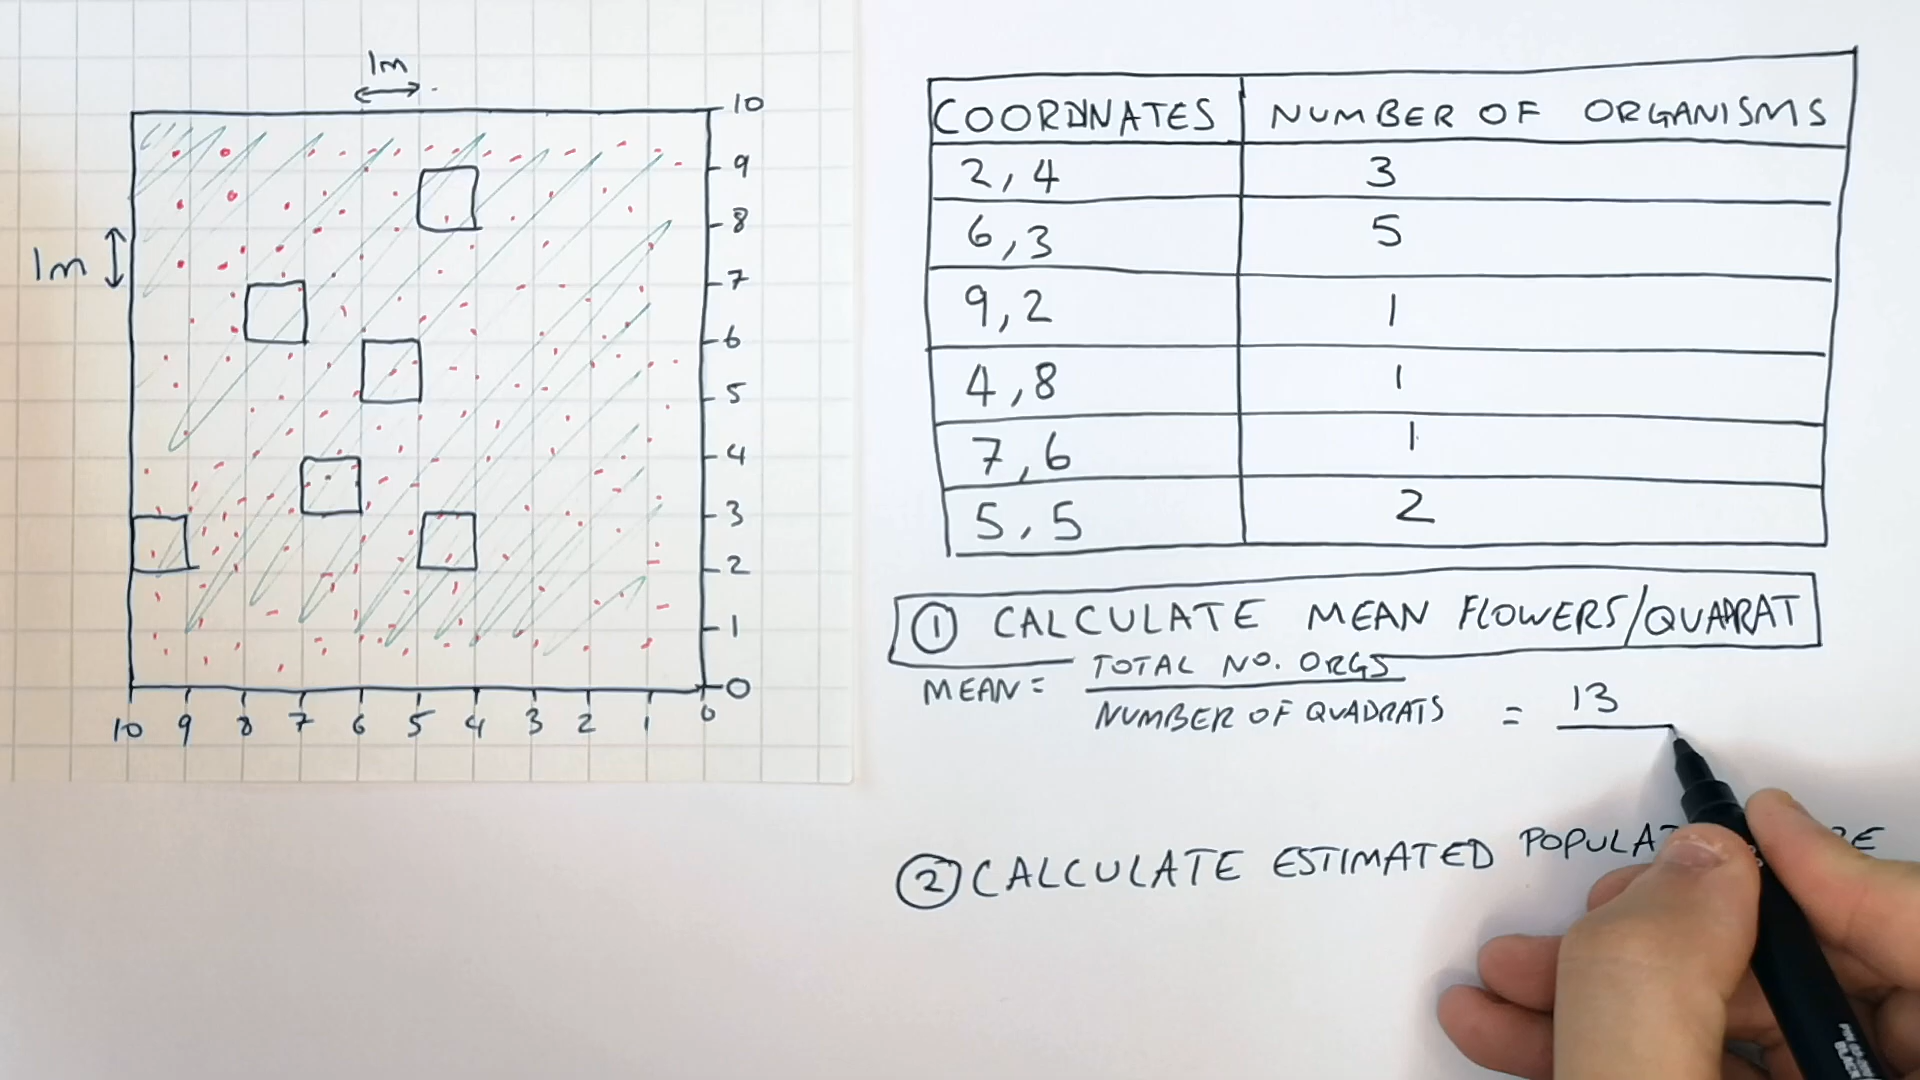 1m
1m
10
9
8
7
6
5
4
3
2
1
0
10 9 8 7 6 5 4 3 2 1 0
COORDINATES NUMBER OF ORGANISMS
2,4 3
6,3 5
9,2 1
4,8 1
7,6 1
5,5 2
1 CALCULATE MEAN FLOWERS/QUADRAT
MEAN = TOTAL NO. ORGS
NUMBER OF QUADRATS = 13
2 CALCULATE ESTIMATED